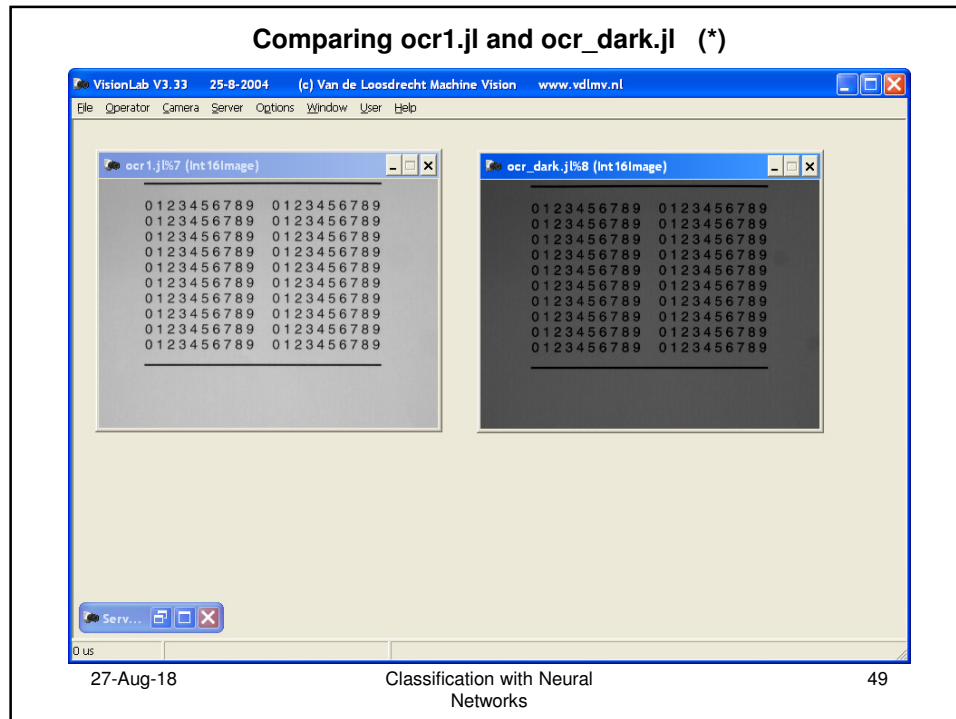 Comparing ocr1.jl and ocr_dark.jl (*)
VisionLab V3.33 25-8-2004 (c) Van de Loosdrecht Machine Vision www.vdlmv.nl
File Operator Camera Server Options Window User Help
ocr1.jl%7 (Int16Image)
0123456789 0123456789
0123456789 0123456789
0123456789 0123456789
0123456789 0123456789
0123456789 0123456789
0123456789 0123456789
0123456789 0123456789
0123456789 0123456789
0123456789 0123456789
0123456789 0123456789
ocr_dark.jl%8 (Int16Image)
0123456789 0123456789
0123456789 0123456789
0123456789 0123456789
0123456789 0123456789
0123456789 0123456789
0123456789 0123456789
0123456789 0123456789
0123456789 0123456789
0123456789 0123456789
0123456789 0123456789
Serv...
0 us
27-Aug-18
Classification with Neural
Networks
49